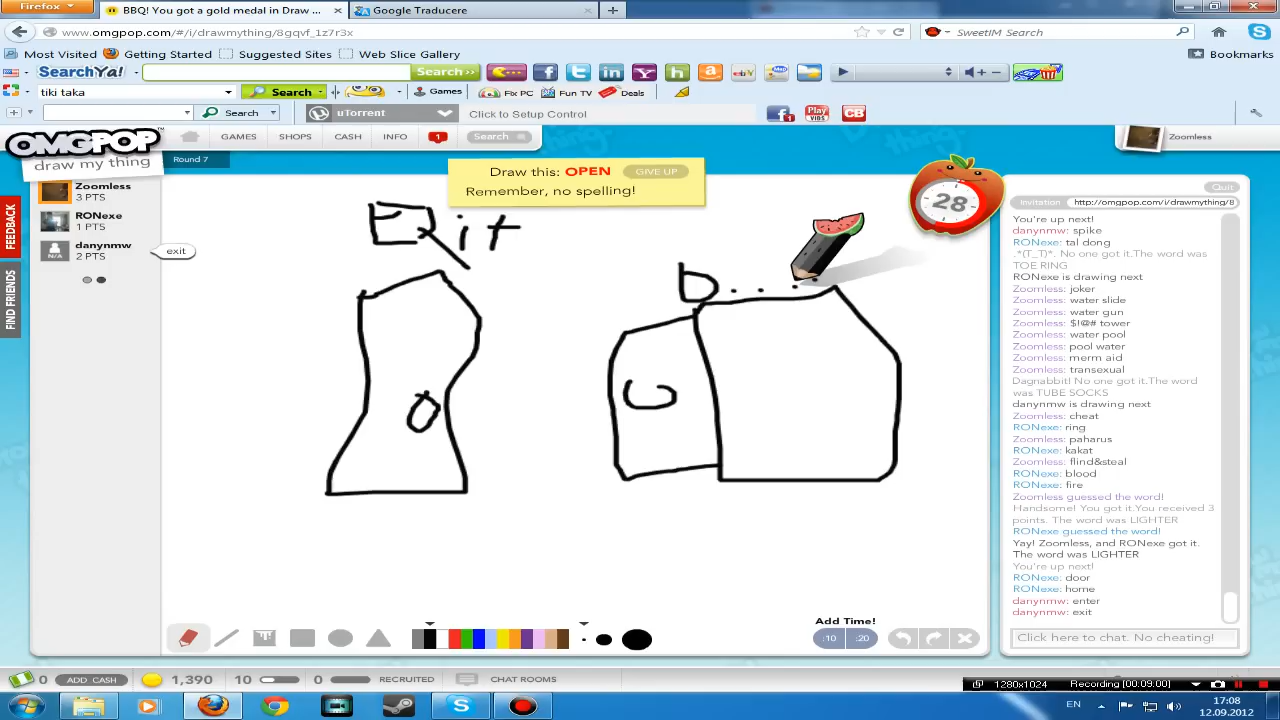 Firefox
BBQ! You got a gold medal in Draw ...
Google Traducere
www.omgpop.com/#/i/drawmything/8gqvf_1z7r3x
SweetIM Search
Most Visited Getting Started Suggested Sites Web Slice Gallery
Bookmarks
SearchYa! Search >>
tiki taka Search Games Fix PC Fun TV Deals
Search uTorrent Click to Setup Control
OMGPOP GAMES SHOPS CASH INFO 1 Search
Zoomless
draw my thing Round 7
FEEDBACK
FIND FRIENDS
Zoomless
3 PTS
RONexe
1 PTS
danynmw
2 PTS
N/A
exit
Draw this: OPEN GIVE UP
Remember, no spelling!
28
it
D . . . .
Quit
Invitation http://omgpop.com/i/drawmything/8
You're up next!
danynmw: spike
RONexe: tal dong
.*(T_T)*. No one got it.The word was
TOE RING
RONexe is drawing next
Zoomless: joker
Zoomless: water slide
Zoomless: water gun
Zoomless: $!@# tower
Zoomless: water pool
Zoomless: pool water
Zoomless: merm aid
Zoomless: transexual
Dagnabbit! No one got it.The word
was TUBE SOCKS
danynmw is drawing next
Zoomless: cheat
RONexe: ring
Zoomless: paharus
RONexe: kakat
Zoomless: flind&steal
RONexe: blood
RONexe: fire
Zoomless guessed the word!
Handsome! You got it.You received 3
points. The word was LIGHTER
RONexe guessed the word!
Yay! Zoomless, and RONexe got it.
The word was LIGHTER
You're up next!
RONexe: door
RONexe: home
danynmw: enter
danynmw: exit
Click here to chat. No cheating!
Add Time!
:10 :20
0 ADD CASH 1,390 10 0 RECRUITED CHAT ROOMS
1280x1024 Recording [00:09:00]
EN 17:08
12.09.2012